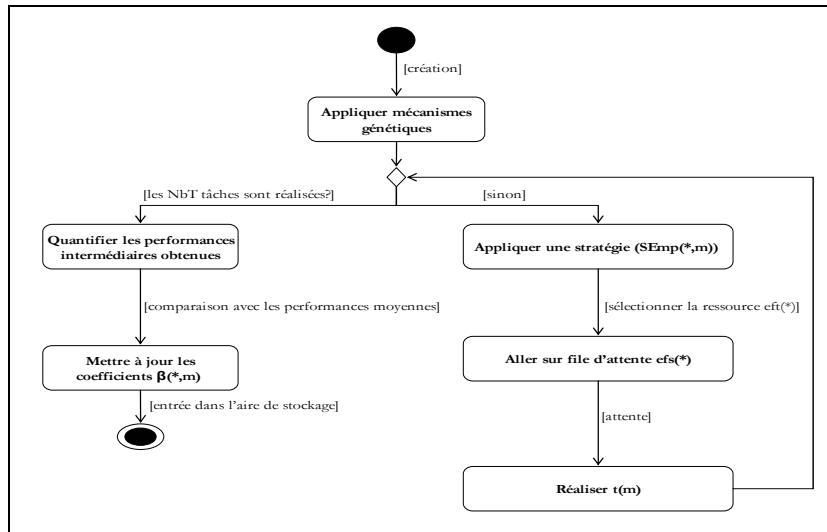 [création]
Appliquer mécanismes
génétiques
[les NbT tâches sont réalisées?]
[sinon]
Quantifier les performances
intermédiaires obtenues
Appliquer une stratégie (SEmp(*,m))
[comparaison avec les performances moyennes]
[sélectionner la ressource eft(*)]
Mettre à jour les
coefficients β(*,m)
Aller sur file d'attente efs(*)
[entrée dans l'aire de stockage]
[attente]
Réaliser t(m)